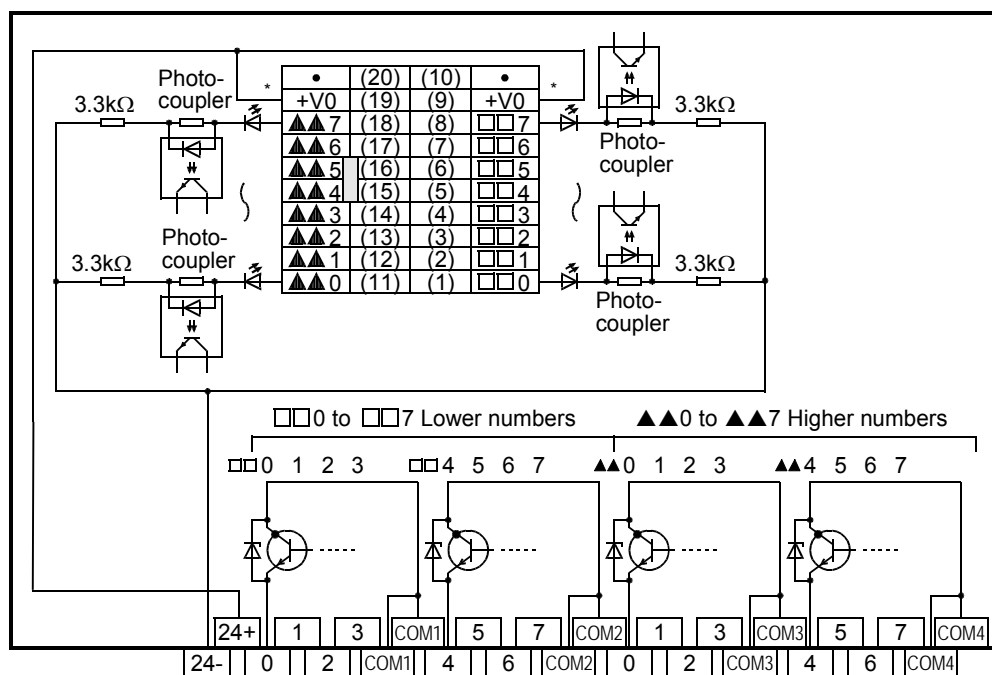 • (20) (10) •
* +V0 (19) (9) +V0 *
▲▲7 (18) (8) □□7
▲▲6 (17) (7) □□6
▲▲5 (16) (6) □□5
▲▲4 (15) (5) □□4
▲▲3 (14) (4) □□3
▲▲2 (13) (3) □□2
▲▲1 (12) (2) □□1
▲▲0 (11) (1) □□0
Photo-
coupler
3.3kΩ
3.3kΩ
Photo-
coupler
Photo-
coupler
3.3kΩ
3.3kΩ
Photo-
coupler
□□0 to □□7 Lower numbers ▲▲0 to ▲▲7 Higher numbers
□□0 1 2 3 □□4 5 6 7 ▲▲0 1 2 3 ▲▲4 5 6 7
24+ 1 3 COM1 5 7 COM2 1 3 COM3 5 7 COM4
24- 0 2 COM1 4 6 COM2 0 2 COM3 4 6 COM4